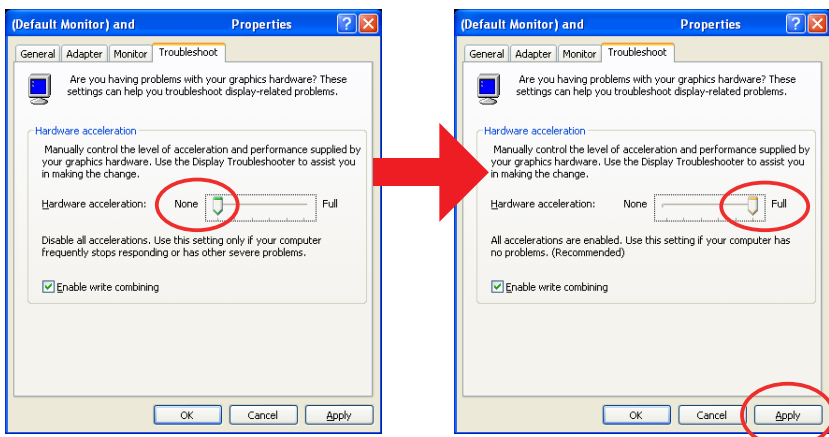 (Default Monitor) and Properties
General Adapter Monitor Troubleshoot
Are you having problems with your graphics hardware? These
settings can help you troubleshoot display-related problems.
Hardware acceleration
Manually control the level of acceleration and performance supplied by
your graphics hardware. Use the Display Troubleshooter to assist you
in making the change.
Hardware acceleration: None Full
Disable all accelerations. Use this setting only if your computer
frequently stops responding or has other severe problems.
Enable write combining
OK Cancel Apply
(Default Monitor) and Properties
General Adapter Monitor Troubleshoot
Are you having problems with your graphics hardware? These
settings can help you troubleshoot display-related problems.
Hardware acceleration
Manually control the level of acceleration and performance supplied by
your graphics hardware. Use the Display Troubleshooter to assist you
in making the change.
Hardware acceleration: None Full
All accelerations are enabled. Use this setting if your computer has
no problems. (Recommended)
Enable write combining
OK Cancel Apply